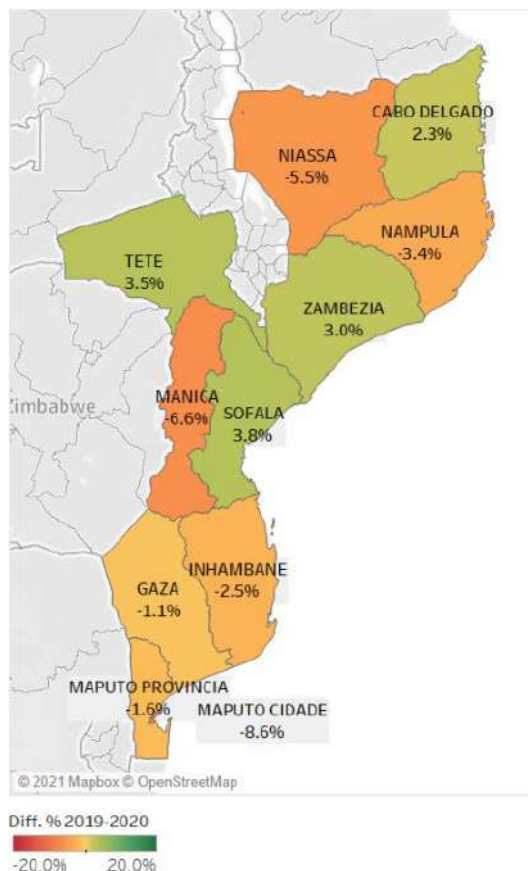 CABO DELGADO
2.3%
NIASSA
-5.5%
NAMPULA
-3.4%
TETE
3.5%
ZAMBEZIA
3.0%
MANICA
-6.6%
Zimbabwe
SOFALA
3.8%
INHAMBANE
-2.5%
GAZA
-1.1%
MAPUTO PROVINCIA
-1.6%
MAPUTO CIDADE
-8.6%
© 2021 Mapbox © OpenStreetMap
Diff. % 2019-2020
-20.0% 20.0%